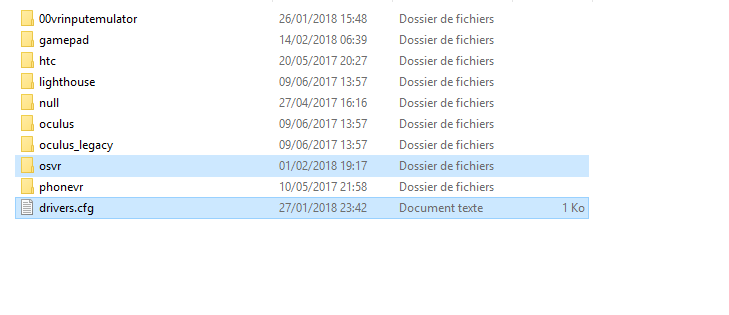 00vrinputemulator 26/01/2018 15:48 Dossier de fichiers
gamepad 14/02/2018 06:39 Dossier de fichiers
htc 20/05/2017 20:27 Dossier de fichiers
lighthouse 09/06/2017 13:57 Dossier de fichiers
null 27/04/2017 16:16 Dossier de fichiers
oculus 09/06/2017 13:57 Dossier de fichiers
oculus_legacy 09/06/2017 13:57 Dossier de fichiers
osvr 01/02/2018 19:17 Dossier de fichiers
phonevr 10/05/2017 21:58 Dossier de fichiers
drivers.cfg 27/01/2018 23:42 Document texte 1 Ko